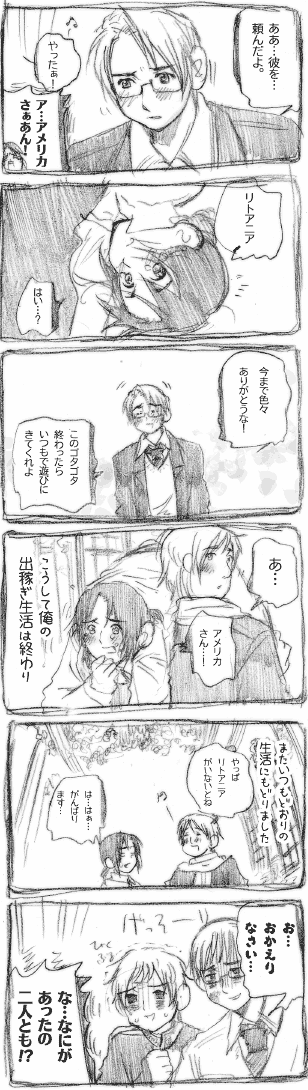 ああ…彼を…
頼んだよ。
やったぁ!
ア…アメリカ
さぁあん!
リトアニア
はい…?
今まで色々
ありがとうな!
このゴタゴタ
終わったら
いつもで遊びに
きてくれよ
あ…
アメリカ
さん…!
こうして俺の
出稼ぎ生活は終ゆり
またいつもどおりの
生活にもどりました
やっぱ
リトアニア
がいないとね
は…はぁ…
がんばり
ます…
お…
おかえり
なさい…
げっそー
な…なにが
あったの
二人とも!?